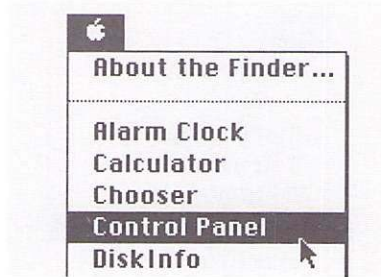 About the Finder...
Alarm Clock
Calculator
Chooser
Control Panel
DiskInfo